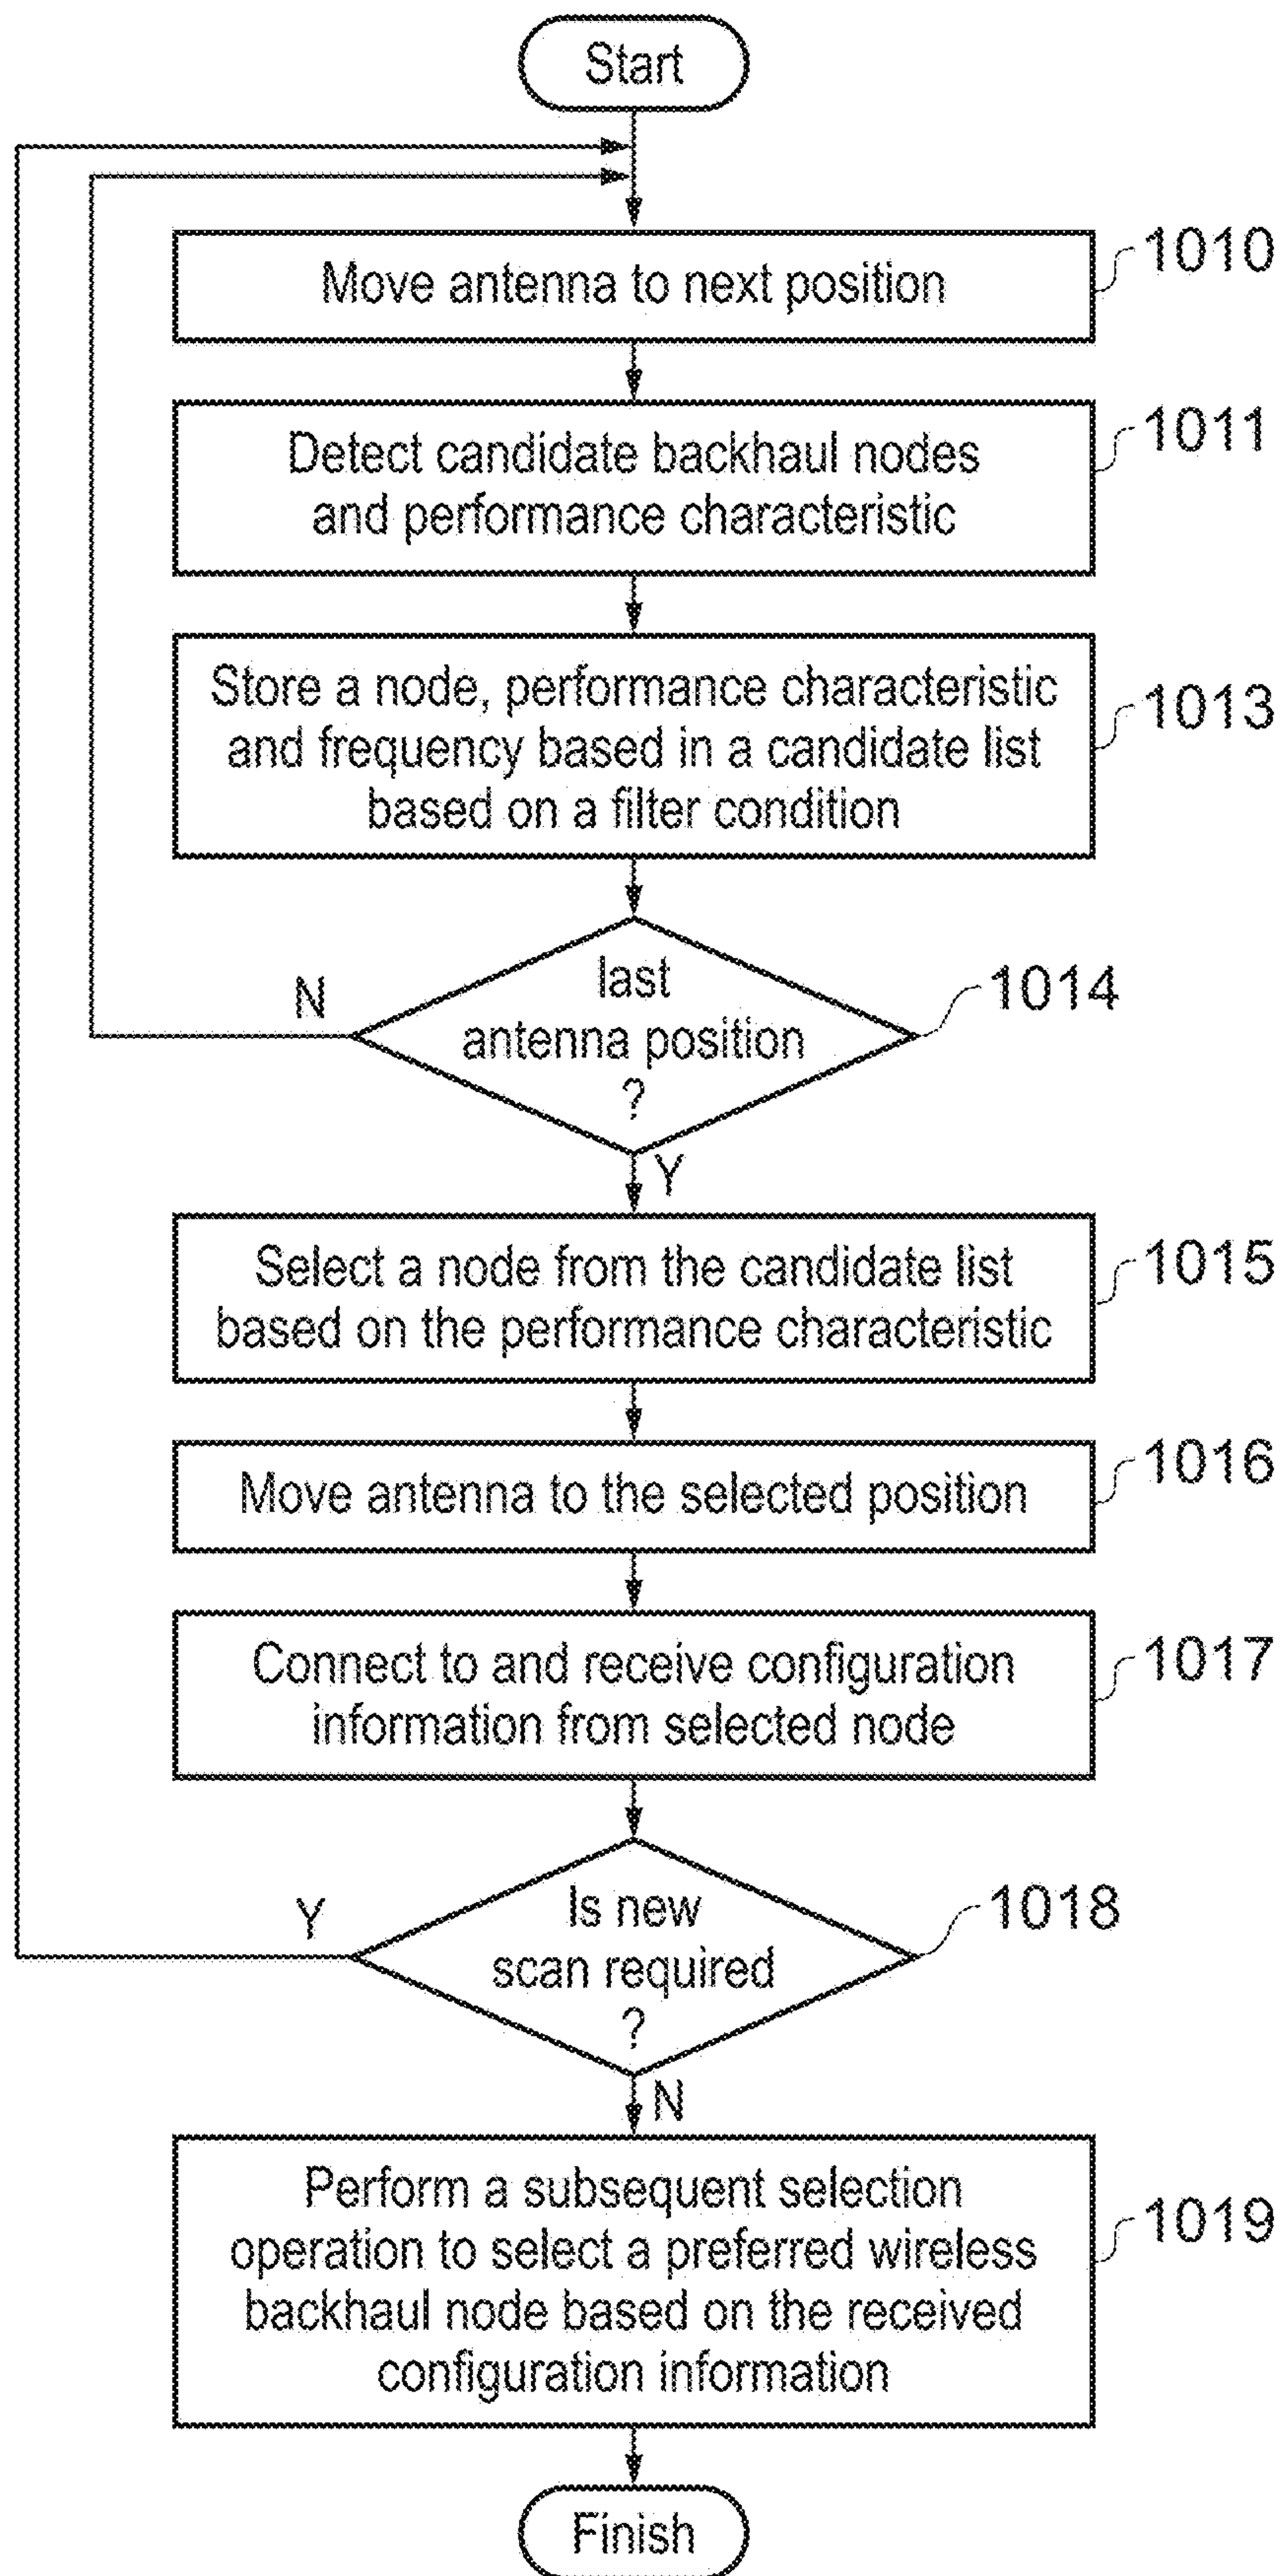 Start
Move antenna to next position
1010
Detect candidate backhaul nodes
and performance characteristic
1011
Store a node, performance characteristic
and frequency based in a candidate list
based on a filter condition
1013
last
antenna position
?
1014
N
Y
Select a node from the candidate list
based on the performance characteristic
1015
Move antenna to the selected position
1016
Connect to and receive configuration
information from selected node
1017
Is new
scan required
?
1018
Y
N
Perform a subsequent selection
operation to select a preferred wireless
backhaul node based on the received
configuration information
1019
Finish